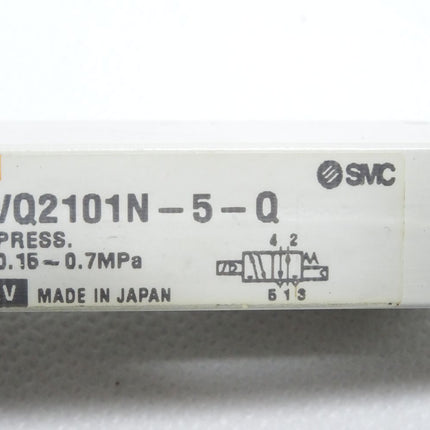 SMC
VQ2101N-5-Q
PRESS.
0.15~0.7MPa
4 2
5 1 3
V MADE IN JAPAN